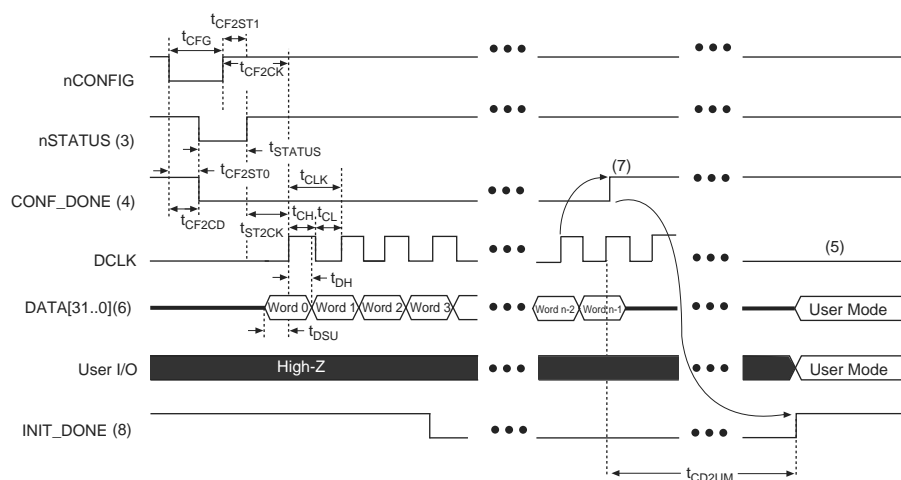 tCF2ST1
tCFG
tCF2CK
nCONFIG
nSTATUS (3)
tSTATUS
tCF2ST0
tCLK
(7)
CONF_DONE (4)
tCF2CD
tST2CK
tCH
tCL
DCLK
(5)
tDH
DATA[31..0](6)
Word 0
Word 1
Word 2
Word 3
Word n-2
Word n-1
User Mode
tDSU
User I/O
High-Z
User Mode
INIT_DONE (8)
tCD2UM